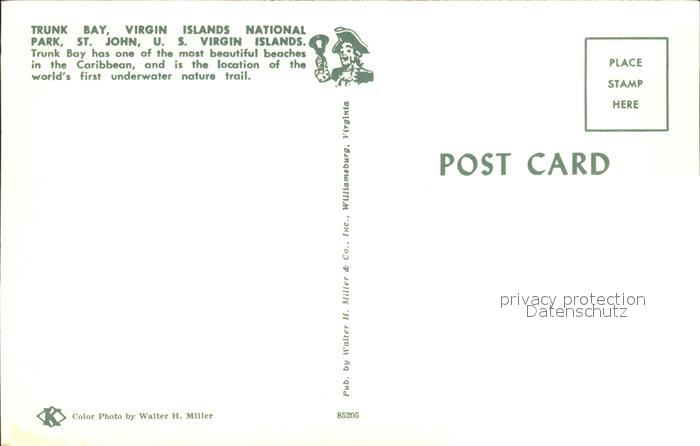 TRUNK BAY, VIRGIN ISLANDS NATIONAL
PARK, ST. JOHN, U. S. VIRGIN ISLANDS.
Trunk Bay has one of the most beautiful beaches
in the Caribbean, and is the location of the
world's first underwater nature trail.
PLACE
STAMP
HERE
POST CARD
Pub. by Walter H. Miller & Co., Inc., Williamsburg, Virginia
privacy protection
Datenschutz
K
Color Photo by Walter H. Miller
85205